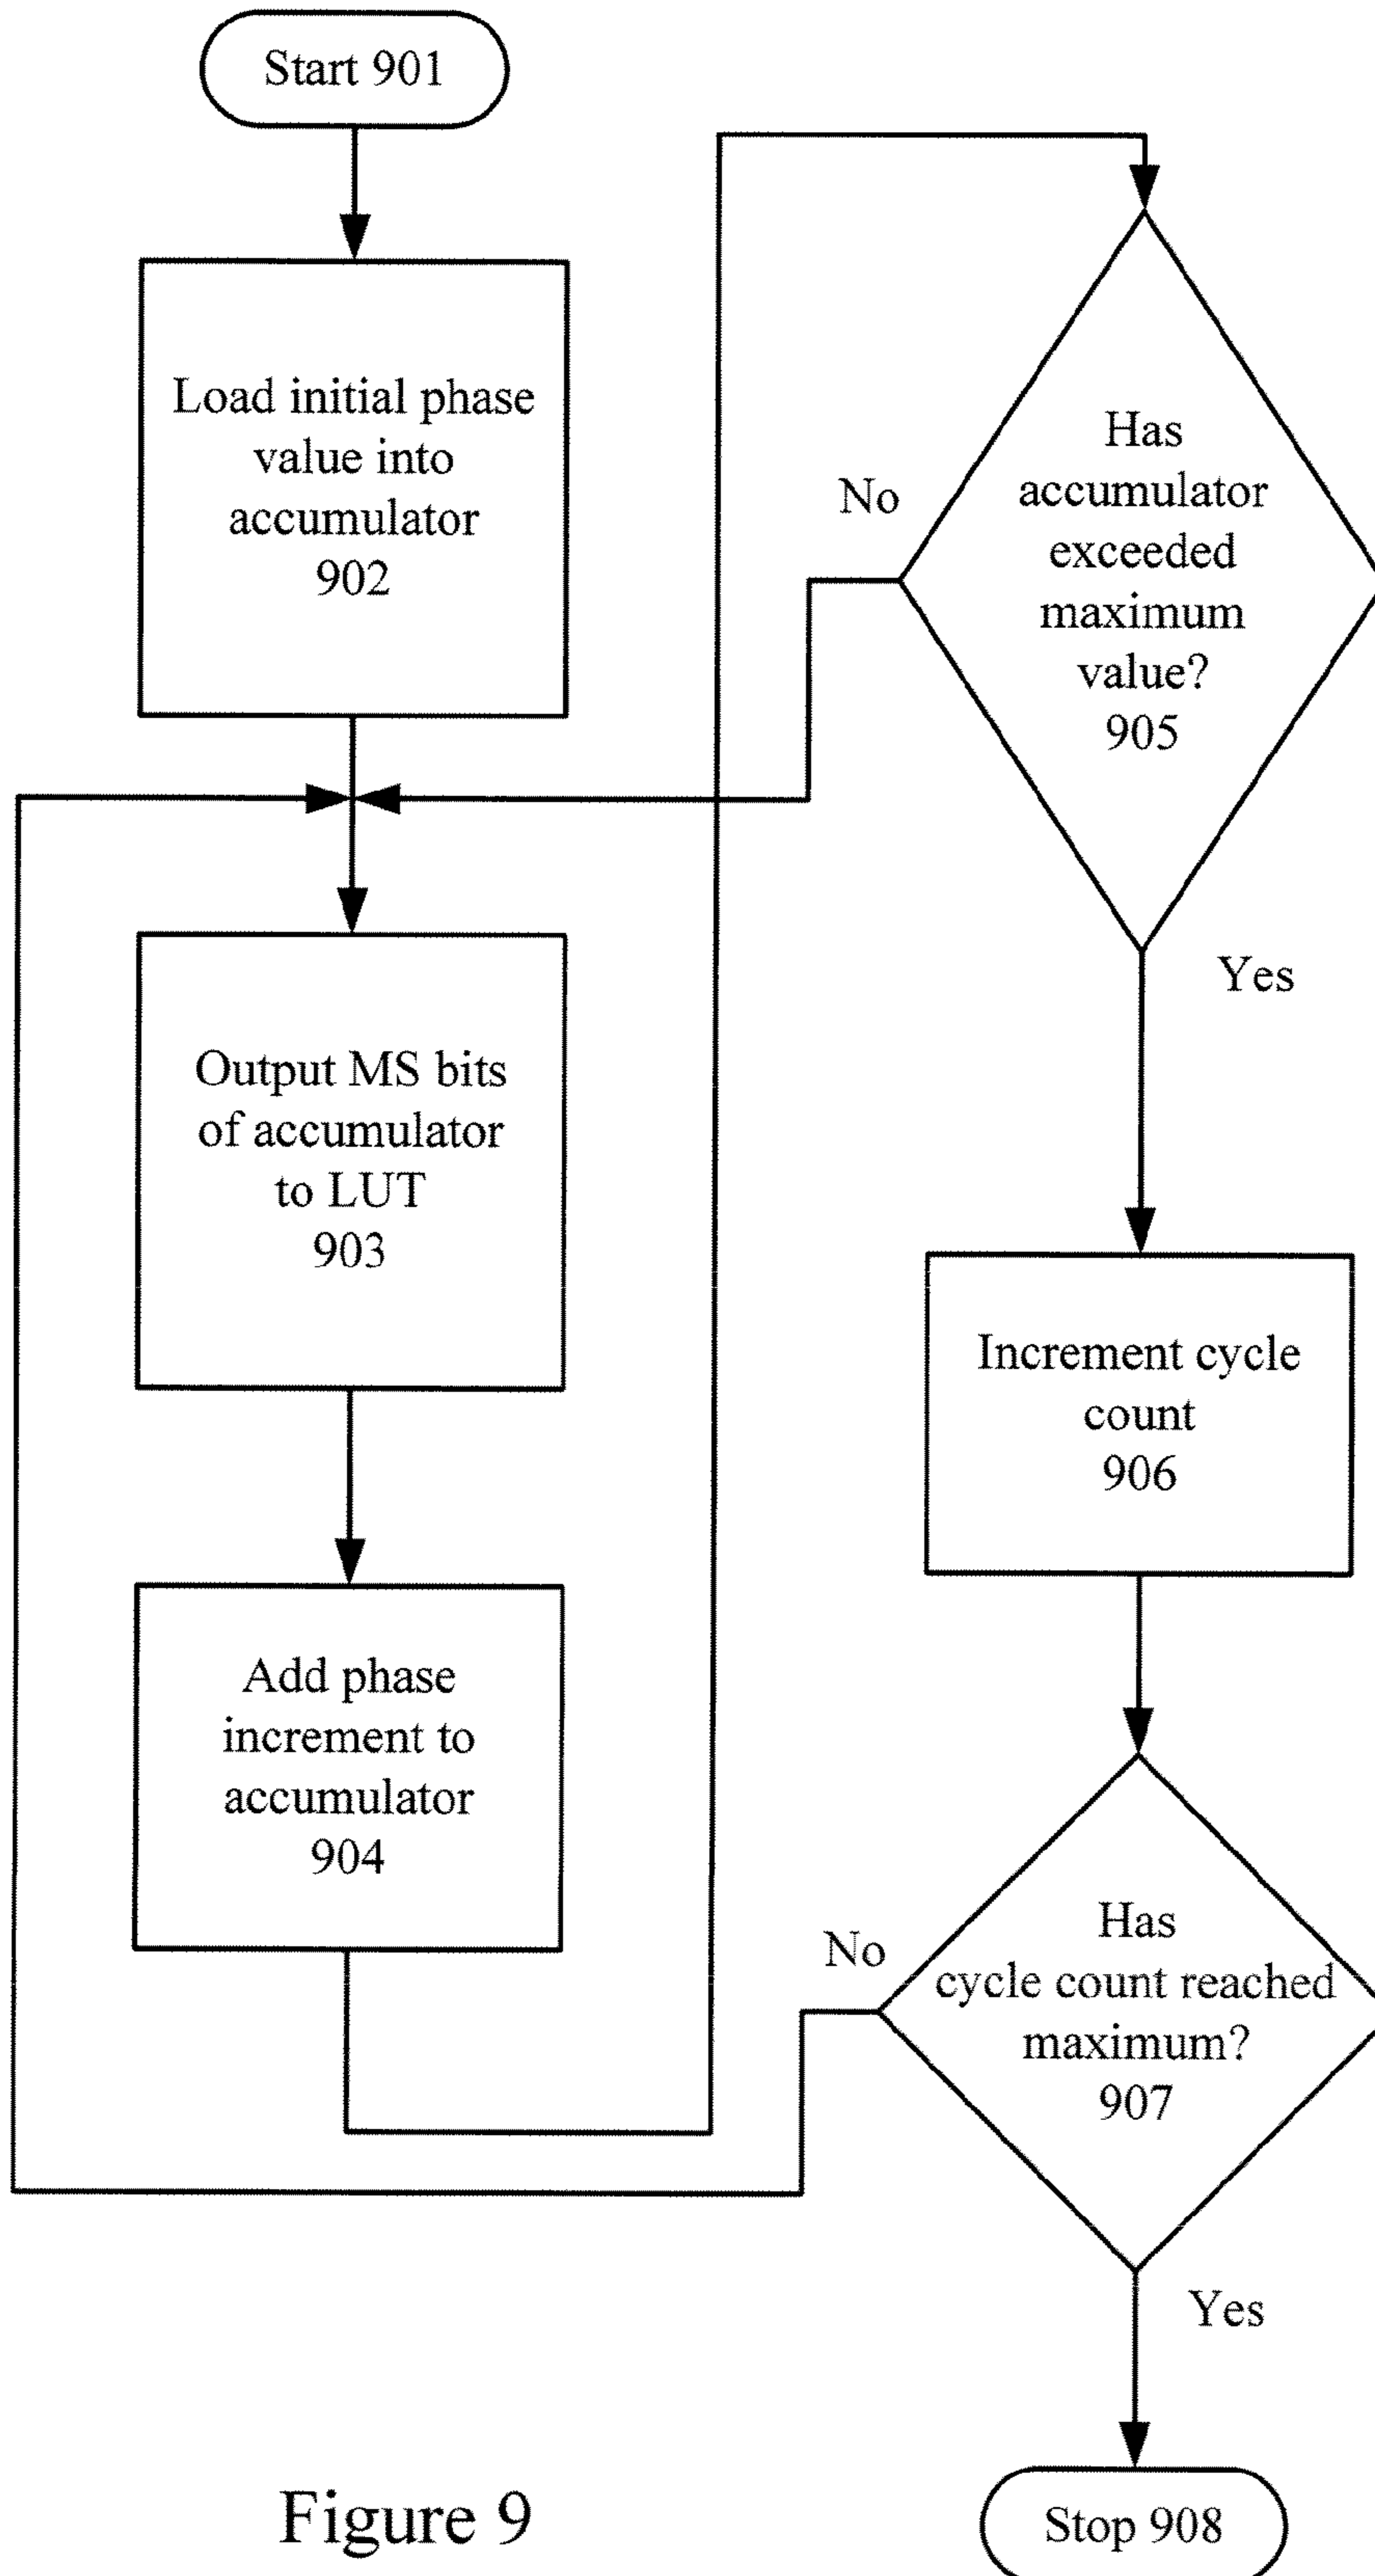 Start 901
Load initial phase
value into
accumulator
902
Output MS bits
of accumulator
to LUT
903
Add phase
increment to
accumulator
904
Has
accumulator
exceeded
maximum
value?
905
No
Yes
Increment cycle
count
906
Has
cycle count reached
maximum?
907
No
Yes
Stop 908
Figure 9